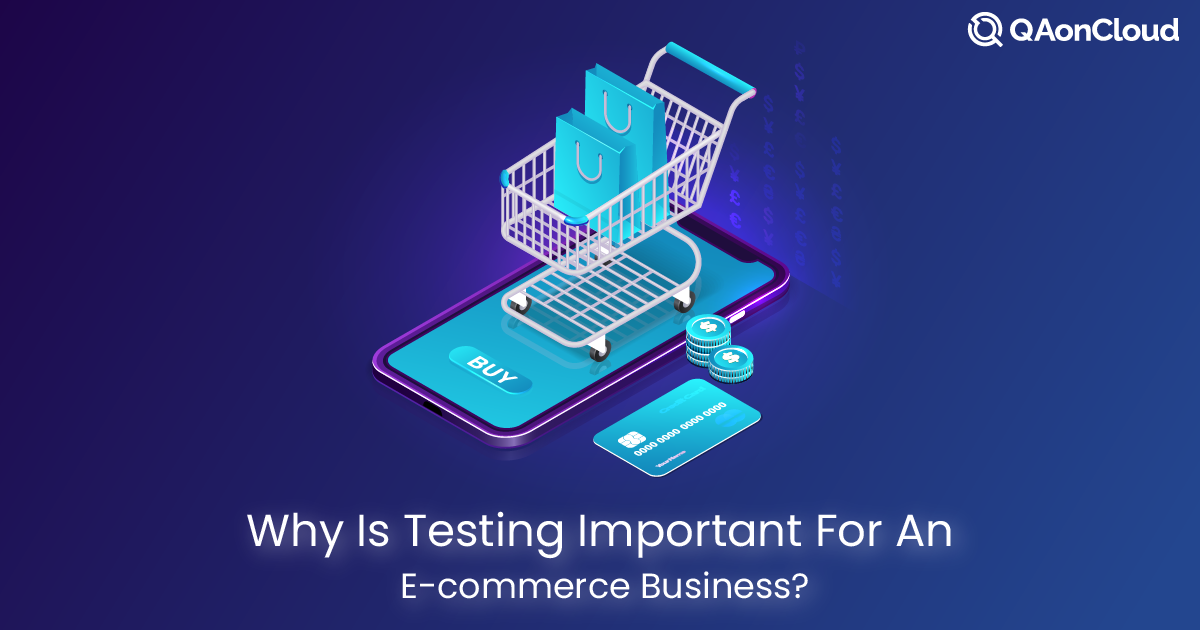 QAonCloud
BUY
0000 0000 0000 0000
Why Is Testing Important For An
E-commerce Business?